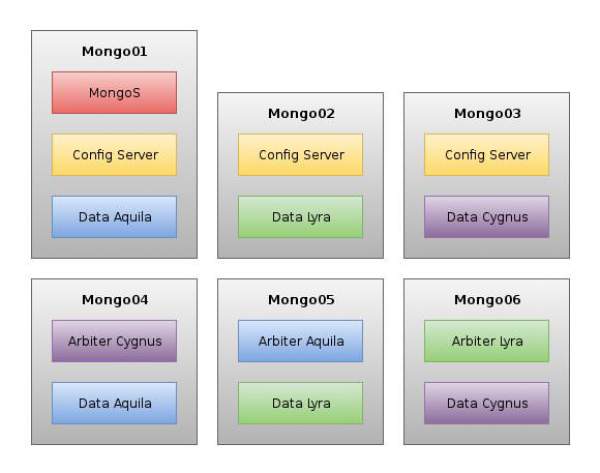 Mongo01
MongoS
Config Server
Data Aquila
Mongo02
Config Server
Data Lyra
Mongo03
Config Server
Data Cygnus
Mongo04
Arbiter Cygnus
Data Aquila
Mongo05
Arbiter Aquila
Data Lyra
Mongo06
Arbiter Lyra
Data Cygnus